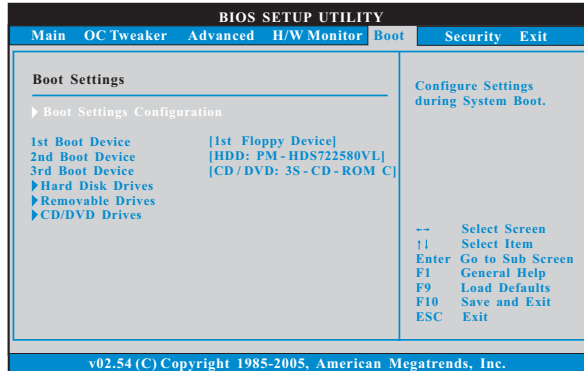 BIOS SETUP UTILITY
Main OC Tweaker Advanced H/W Monitor Boot Security Exit
Boot Settings
Boot Settings Configuration
1st Boot Device [1st Floppy Device]
2nd Boot Device [HDD: PM - HDS722580VL]
3rd Boot Device [CD / DVD: 3S - CD - ROM C]
Hard Disk Drives
Removable Drives
CD/DVD Drives
Configure Settings
during System Boot.
←→ Select Screen
↑↓ Select Item
Enter Go to Sub Screen
F1 General Help
F9 Load Defaults
F10 Save and Exit
ESC Exit
v02.54 (C) Copyright 1985-2005, American Megatrends, Inc.